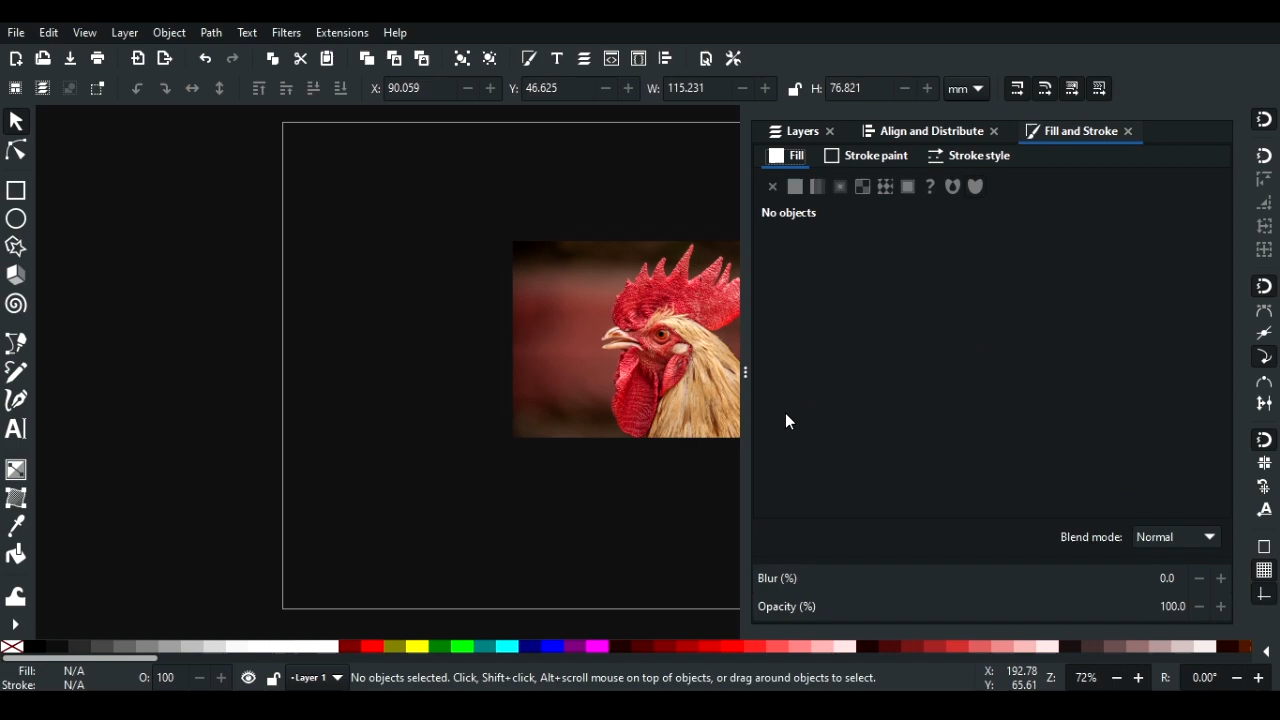 File Edit View Layer Object Path Text Filters Extensions Help
X: 90.059 Y: 46.625 W: 115.231 H: 76.821 mm
Layers Align and Distribute Fill and Stroke
Fill Stroke paint Stroke style
No objects
Blend mode: Normal
Blur (%) 0.0
Opacity (%) 100.0
Fill: N/A
Stroke: N/A
O: 100
Layer 1
No objects selected. Click, Shift+click, Alt+scroll mouse on top of objects, or drag around objects to select.
X: 192.78
Y: 65.61
Z: 72%
R: 0.00°